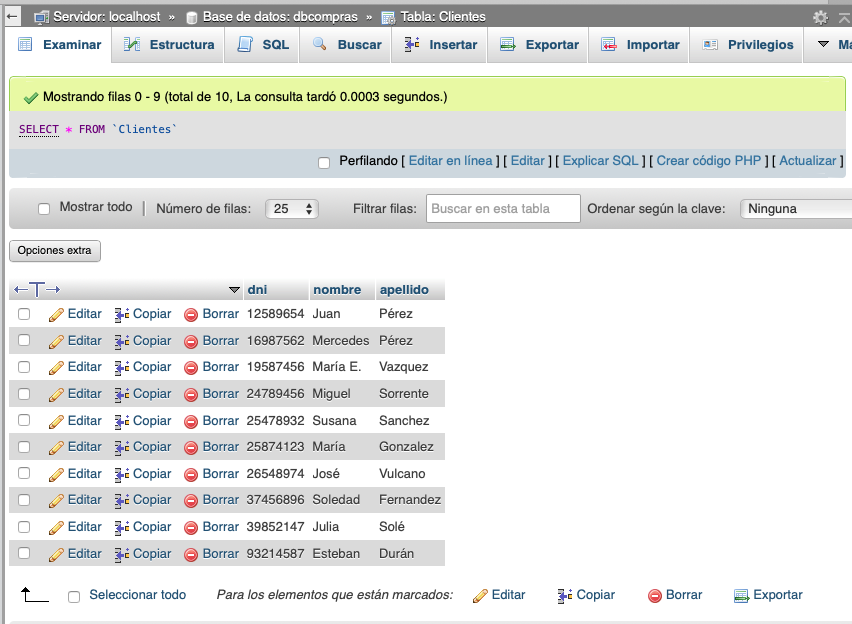 Servidor: localhost » Base de datos: dbcompras » Tabla: Clientes
Examinar Estructura SQL Buscar Insertar Exportar Importar Privilegios
Mostrando filas 0 - 9 (total de 10, La consulta tardó 0.0003 segundos.)
SELECT * FROM `Clientes`
Perfilando [ Editar en línea ] [ Editar ] [ Explicar SQL ] [ Crear código PHP ] [ Actualizar ]
Mostrar todo | Número de filas: 25 Filtrar filas: Buscar en esta tabla Ordenar según la clave: Ninguna
Opciones extra
←T→ dni nombre apellido
Editar Copiar Borrar 12589654 Juan Pérez
Editar Copiar Borrar 16987562 Mercedes Pérez
Editar Copiar Borrar 19587456 María E. Vazquez
Editar Copiar Borrar 24789456 Miguel Sorrente
Editar Copiar Borrar 25478932 Susana Sanchez
Editar Copiar Borrar 25874123 María Gonzalez
Editar Copiar Borrar 26548974 José Vulcano
Editar Copiar Borrar 37456896 Soledad Fernandez
Editar Copiar Borrar 39852147 Julia Solé
Editar Copiar Borrar 93214587 Esteban Durán
Seleccionar todo Para los elementos que están marcados: Editar Copiar Borrar Exportar